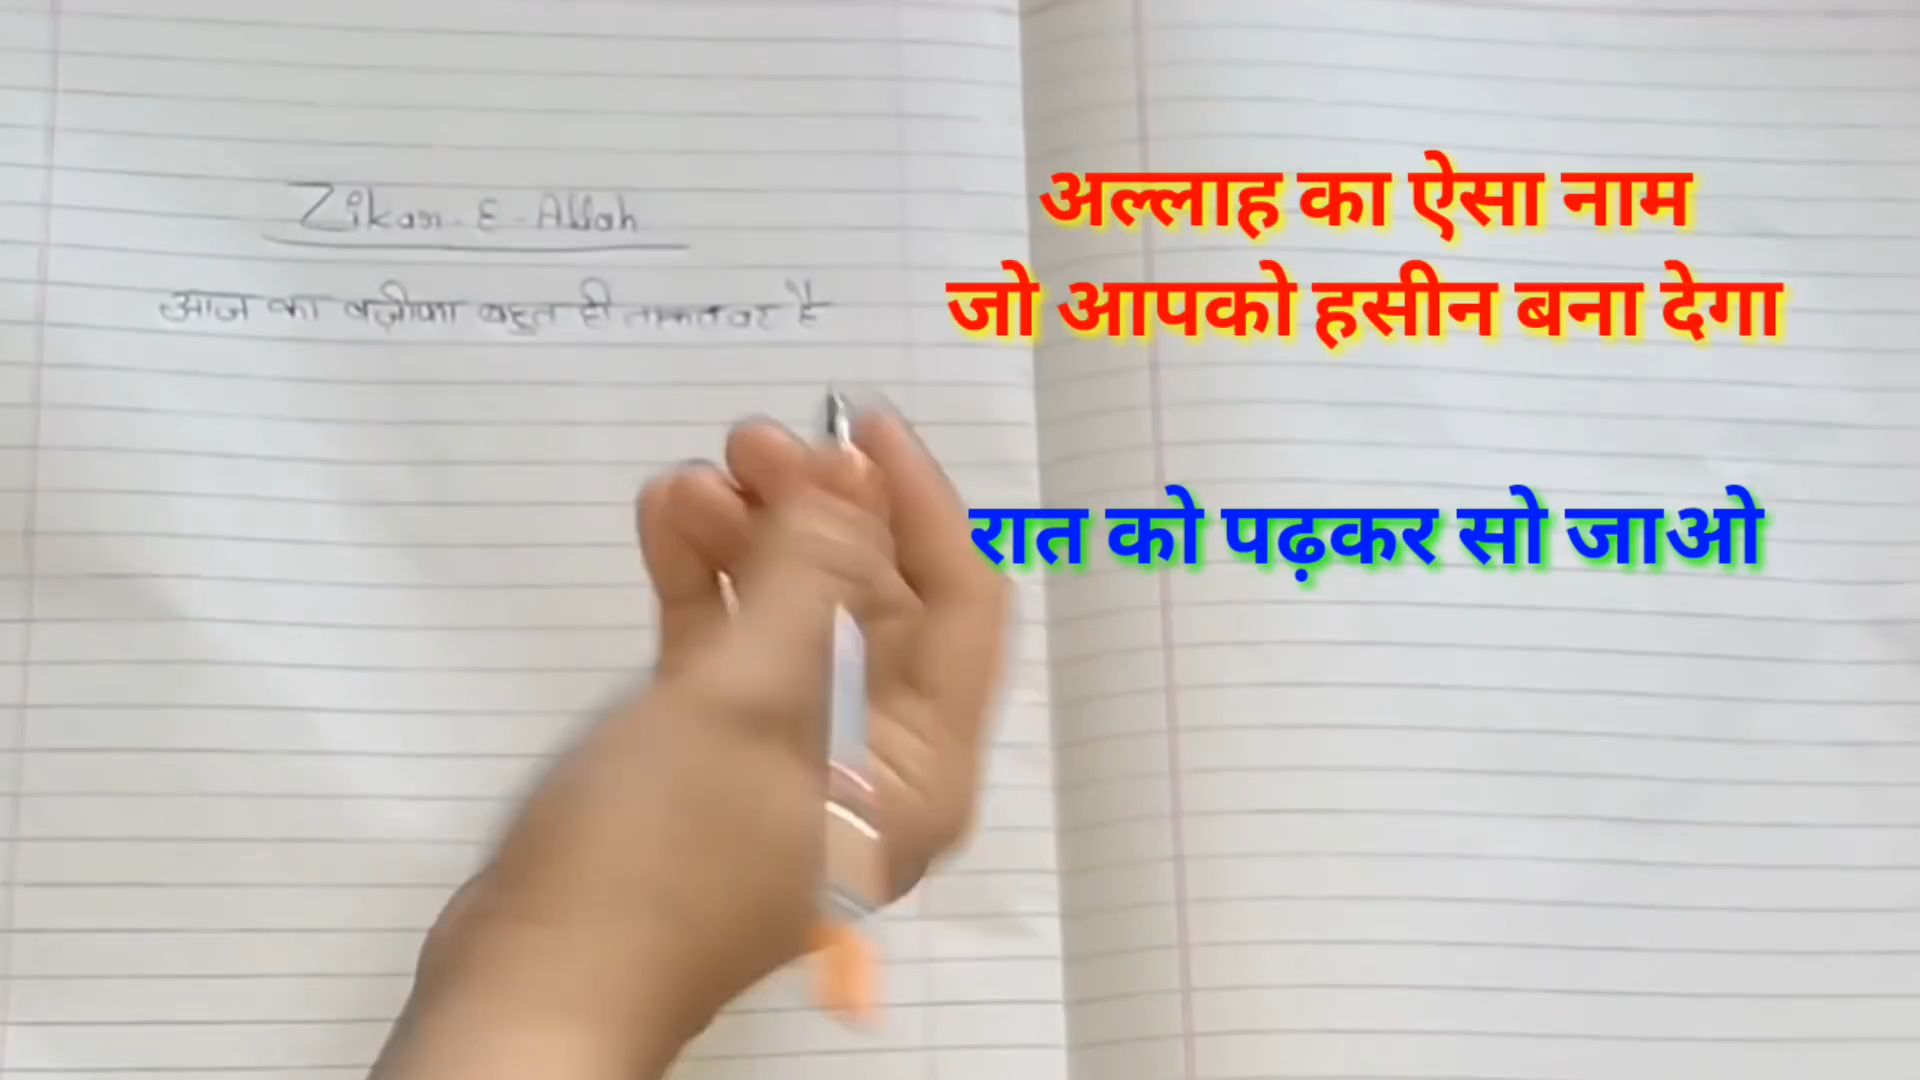 Zikar-E-Allah
आज का वज़ीफा बहुत ही ताकतवर है
अल्लाह का ऐसा नाम
जो आपको हसीन बना देगा
रात को पढ़कर सो जाओ